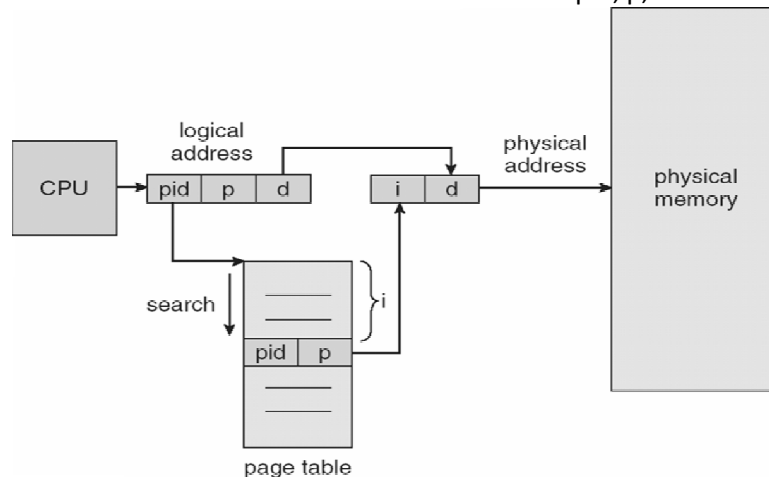 logical
address
CPU
pid p d
i d
physical
address
physical
memory
search
i
pid p
page table